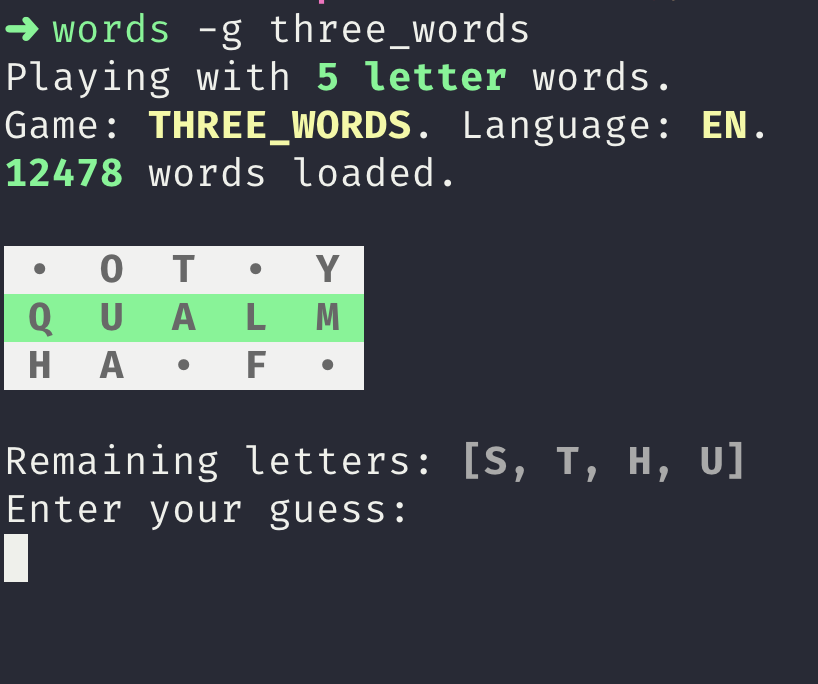 ➜ words -g three_words
Playing with 5 letter words.
Game: THREE_WORDS. Language: EN.
12478 words loaded.
• O T • Y
Q U A L M
H A • F •
Remaining letters: [S, T, H, U]
Enter your guess: